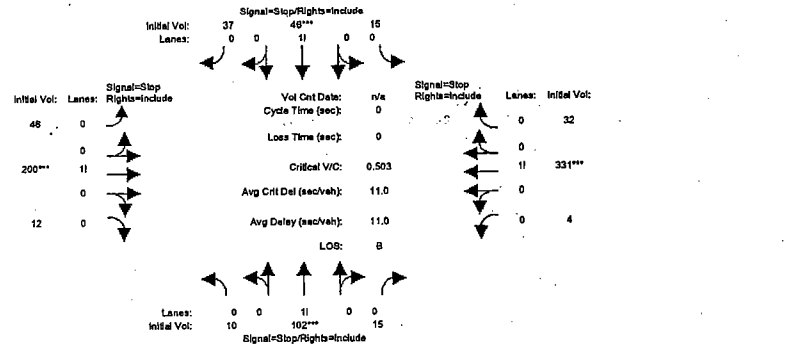 Signal=Stop/Rights=Include
Initial Vol: 37 46*** 15
Lanes: 0 0 1! 0 0
Signal=Stop
Initial Vol: Lanes: Rights=Include
Vol Cnt Date: n/a
Signal=Stop
Rights=Include Lanes: Initial Vol:
Cycle Time (sec): 0
46 0
0 32
Loss Time (sec): 0
0
0
200*** 1!
Critical V/C: 0.503
1! 331***
0
Avg Crit Del (sec/veh): 11.0
0
12 0
Avg Delay (sec/veh): 11.0
0 4
LOS: B
Lanes: 0 0 1! 0 0
Initial Vol: 10 102*** 15
Signal=Stop/Rights=Include